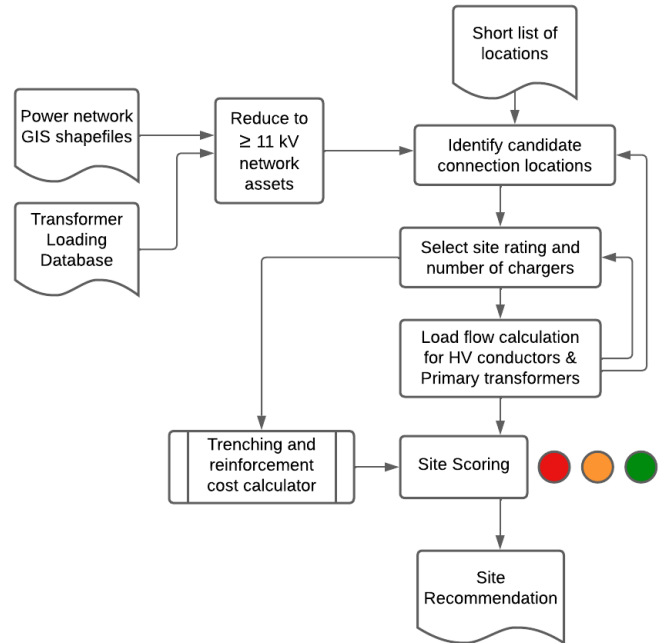 Short list of
locations
Power network
GIS shapefiles
Reduce to
≥ 11 kV
network
assets
Identify candidate
connection locations
Transformer
Loading
Database
Select site rating and
number of chargers
Load flow calculation
for HV conductors &
Primary transformers
Trenching and
reinforcement
cost calculator
Site Scoring
Site
Recommendation